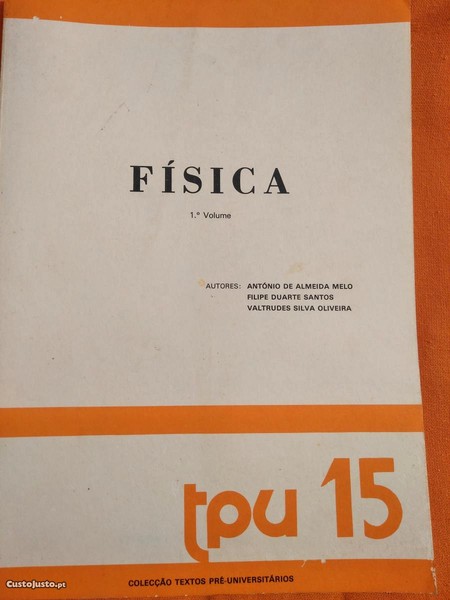 FÍSICA
1.º Volume
AUTORES: ANTÓNIO DE ALMEIDA MELO
FILIPE DUARTE SANTOS
VALTRUDES SILVA OLIVEIRA
tpu 15
COLECÇÃO TEXTOS PRÉ-UNIVERSITÁRIOS
CustoJusto.pt